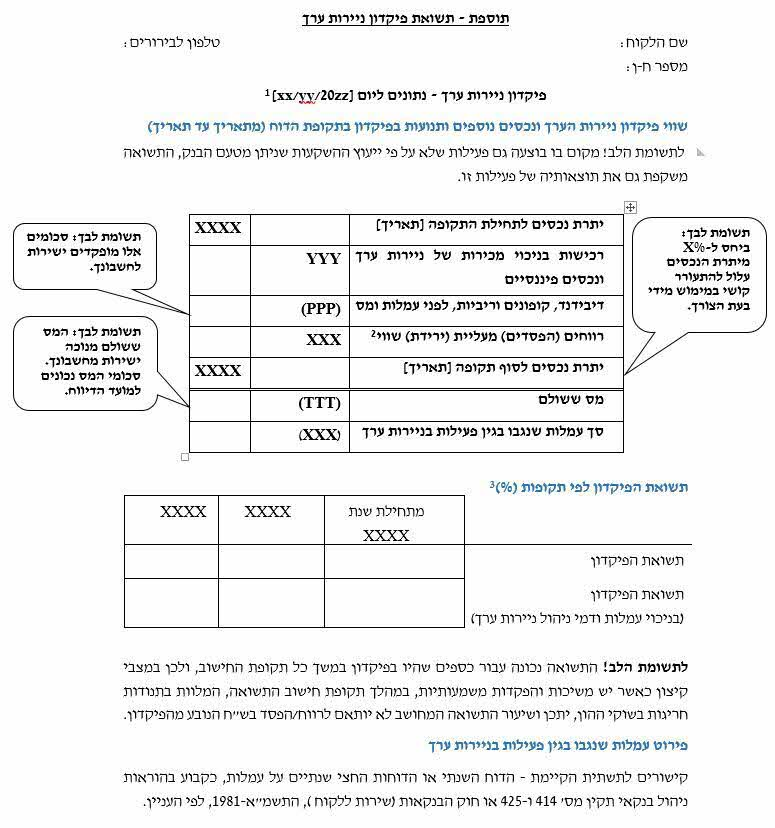 תוספת - תשואת פיקדון ניירות ערך
שם הלקוח: טלפון לבירורים:
מספר ח-ן:
פיקדון ניירות ערך - נתונים ליום [xx/yy/20zz]1
שווי פיקדון ניירות הערך ונכסים נוספים ותנועות בפיקדון בתקופת הדוח (מתאריך עד תאריך)
לתשומת הלב! מקום בו בוצעה גם פעילות שלא על פי ייעוץ ההשקעות שניתן מטעם הבנק, התשואה
משקפת גם את תוצאותיה של פעילות זו.
תשומת לבך:
ביחס ל-X%
מיתרת הנכסים
עלול להתעורר
קושי במימוש מידי
בעת הצורך.
יתרת נכסים לתחילת התקופה [תאריך] XXXX
רכישות בניכוי מכירות של ניירות ערך YYY
ונכסים פיננסיים
דיבידנד, קופונים וריביות, לפני עמלות ומס (PPP)
רווחים (הפסדים) מעליית (ירידת) שווי2 XXX
יתרת נכסים לסוף תקופה [תאריך] XXXX
מס ששולם (TTT)
סך עמלות שנגבו בגין פעילות בניירות ערך (XXX)
תשומת לבך: סכומים
אלו מופקדים ישירות
לחשבונך.
תשומת לבך: המס
ששולם מנוכה
ישירות מחשבונך.
סכומי המס נכונים
למועד הדיווח.
תשואת הפיקדון לפי תקופות (%)3
מתחילת שנת XXXX XXXX
XXXX
תשואת הפיקדון
תשואת הפיקדון
(בניכוי עמלות ודמי ניהול ניירות ערך)
לתשומת הלב! התשואה נכונה עבור כספים שהיו בפיקדון במשך כל תקופת החישוב, ולכן במצבי
קיצון כאשר יש משיכות והפקדות משמעותיות, במהלך תקופת חישוב התשואה, המלוות בתנודות
חריגות בשוקי ההון, יתכן ושיעור התשואה המחושב לא יותאם לרווח/הפסד בש״ח הנובע מהפיקדון.
פירוט עמלות שנגבו בגין פעילות בניירות ערך
קישורים לתשתית הקיימת - הדוח השנתי או הדוחות החצי שנתיים על עמלות, כקבוע בהוראות
ניהול בנקאי תקין מס׳ 414 ו-425 או חוק הבנקאות (שירות ללקוח), התשמ״א-1981, לפי העניין.